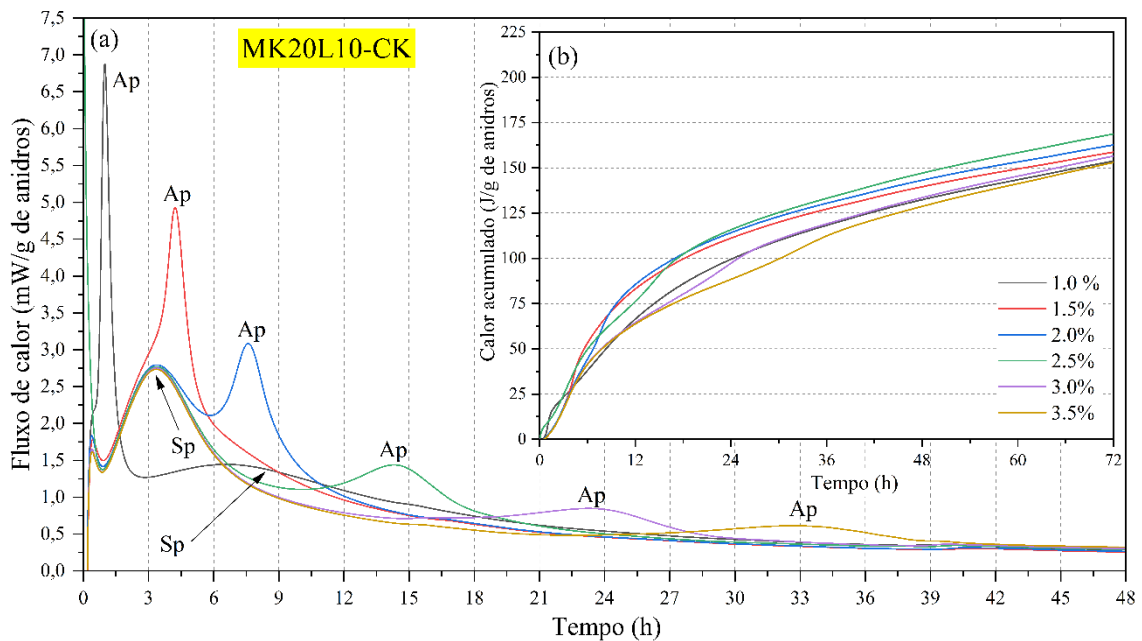 (a)
MK20L10-CK
Fluxo de calor (mW/g de anidros)
7,5
7,0
6,5
6,0
5,5
5,0
4,5
4,0
3,5
3,0
2,5
2,0
1,5
1,0
0,5
0,0
Ap
Ap
Ap
Ap
Ap
Ap
Sp
Sp
0 3 6 9 12 15 18 21 24 27 30 33 36 39 42 45 48
Tempo (h)
(b)
Calor acumulado (J/g de anidros)
225
200
175
150
125
100
75
50
25
0
1.0 %
1.5%
2.0%
2.5%
3.0%
3.5%
0 12 24 36 48 60 72
Tempo (h)